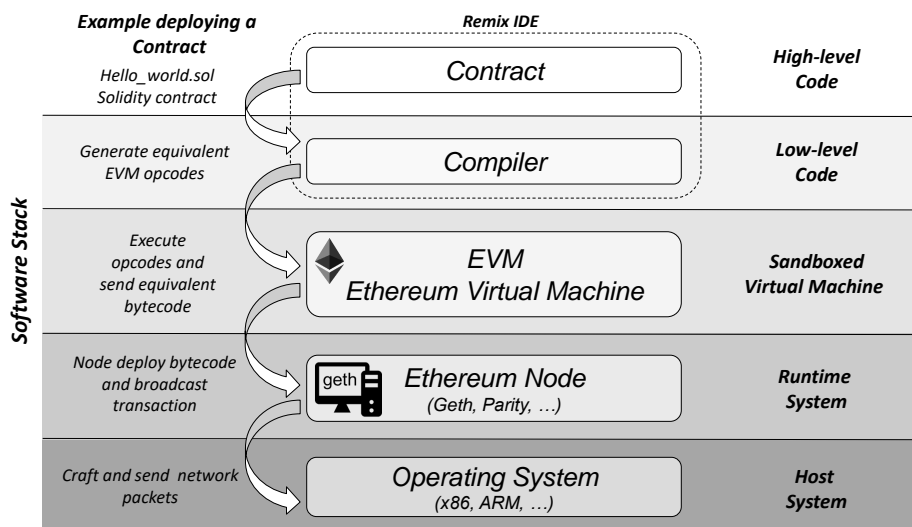 Example deploying a
Contract
Remix IDE
Hello_world.sol
Solidity contract
Contract
High-level
Code
Generate equivalent
EVM opcodes
Compiler
Low-level
Code
Software Stack
Execute
opcodes and
send equivalent
bytecode
EVM
Ethereum Virtual Machine
Sandboxed
Virtual Machine
Node deploy bytecode
and broadcast
transaction
geth
Ethereum Node
(Geth, Parity, …)
Runtime
System
Craft and send network
packets
Operating System
(x86, ARM, …)
Host
System